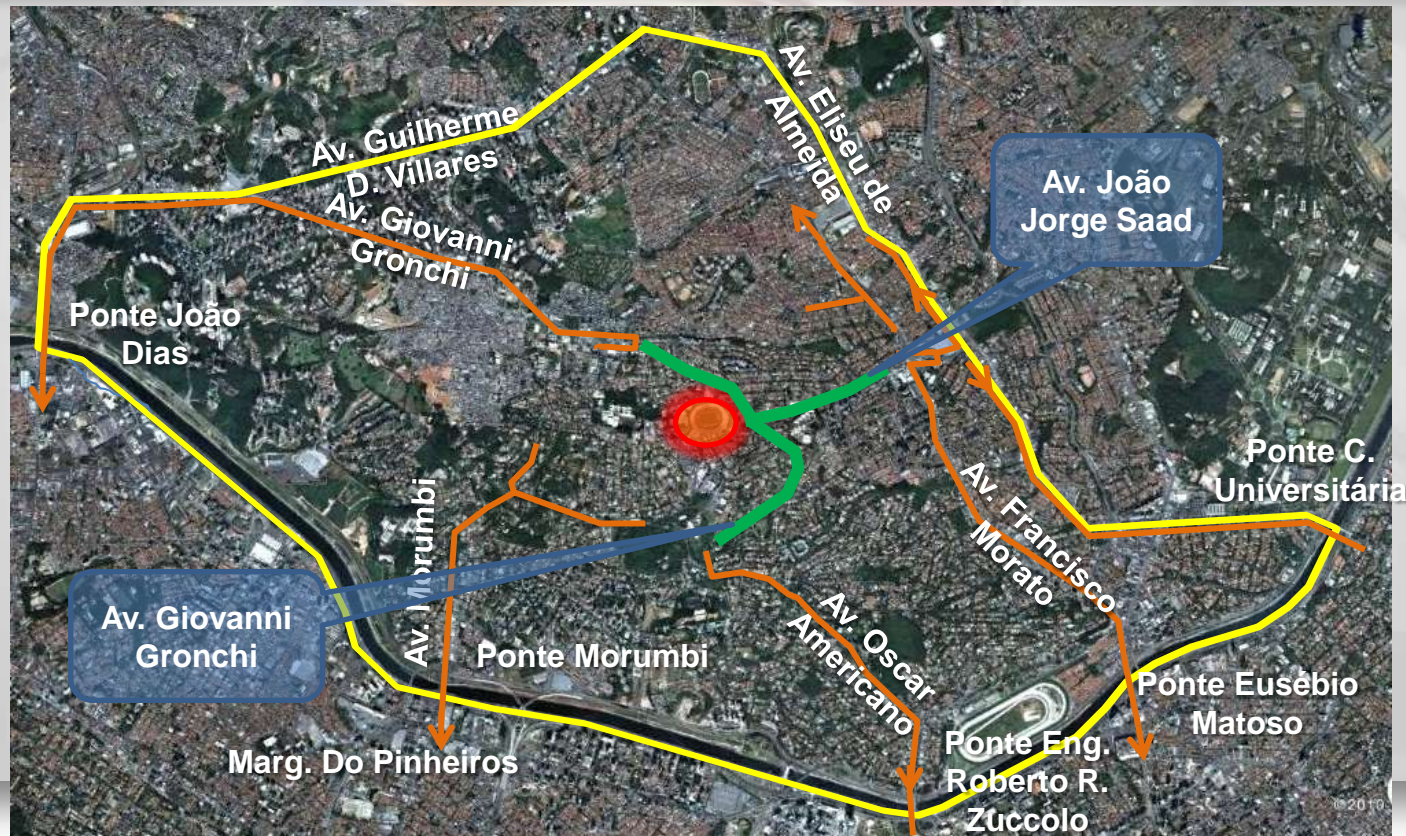 Av. Eliseu de
Almeida
Av. Guilherme
D. Villares
Av. João
Jorge Saad
Av. Giovanni
Gronchi
Ponte João
Dias
Ponte C.
Universitária
Av. Francisco
Morato
Av. Morumbi
Av. Giovanni
Gronchi
Av. Oscar
Americano
Ponte Morumbi
Ponte Eusébio
Matoso
Marg. Do Pinheiros
Ponte Eng.
Roberto R.
Zuccolo
©2010